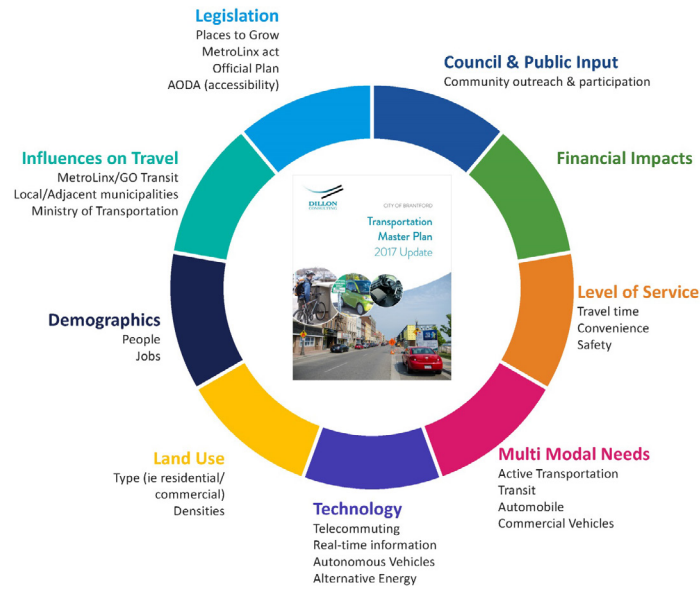 Legislation
Places to Grow
MetroLinx act
Official Plan
AODA (accessibility)
Council & Public Input
Community outreach & participation
Influences on Travel
MetroLinx/GO Transit
Local/Adjacent municipalities
Ministry of Transportation
Financial Impacts
DILLON
CONSULTING
CITY OF BRANTFORD
Transportation
Master Plan
2017 Update
Level of Service
Travel time
Convenience
Safety
Demographics
People
Jobs
Land Use
Type (ie residential/
commercial)
Densities
Multi Modal Needs
Active Transportation
Transit
Automobile
Commercial Vehicles
Technology
Telecommuting
Real-time information
Autonomous Vehicles
Alternative Energy